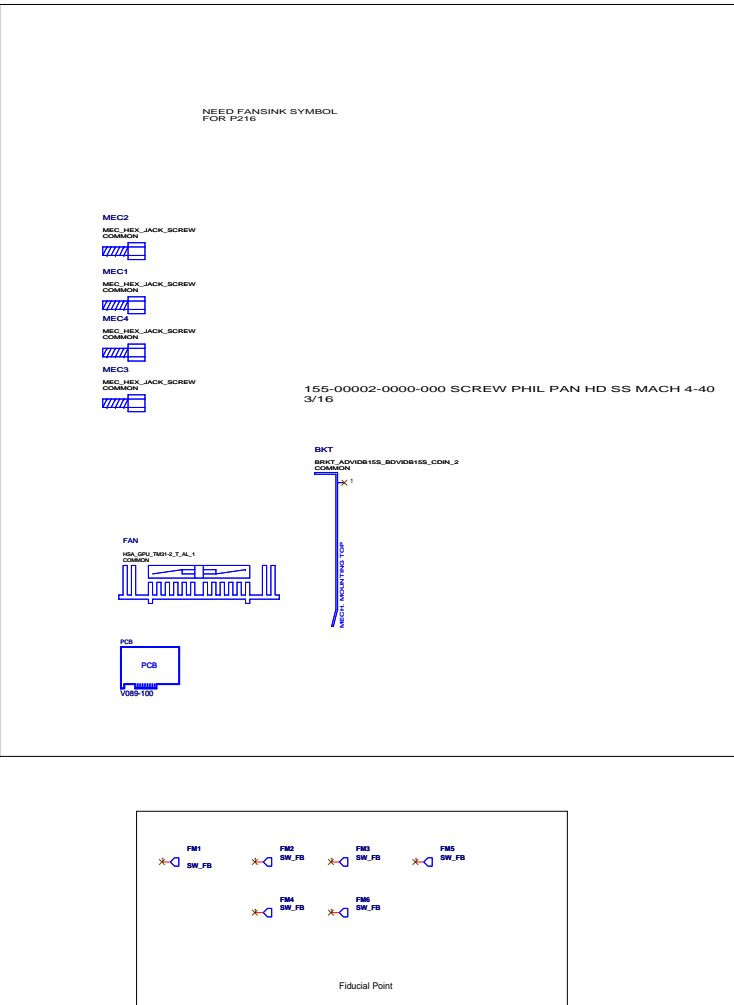 NEED FANSINK SYMBOL
FOR P216
MEC2
MEC_HEX_JACK_SCREW
COMMON
MEC1
MEC_HEX_JACK_SCREW
COMMON
MEC4
MEC_HEX_JACK_SCREW
COMMON
MEC3
MEC_HEX_JACK_SCREW
COMMON
155-00002-0000-000 SCREW PHIL PAN HD SS MACH 4-40
3/16
BKT
BRKT_ADVIDB15S_BDVIDB15S_CDIN_2
COMMON
1
MECH. MOUNTING TOP
FAN
HSA_GPU_TM31-2_T_AL_1
COMMON
PCB
PCB
V089-100
FM1
SW_FB
FM2
SW_FB
FM3
SW_FB
FM5
SW_FB
FM4
SW_FB
FM6
SW_FB
Fiducial Point